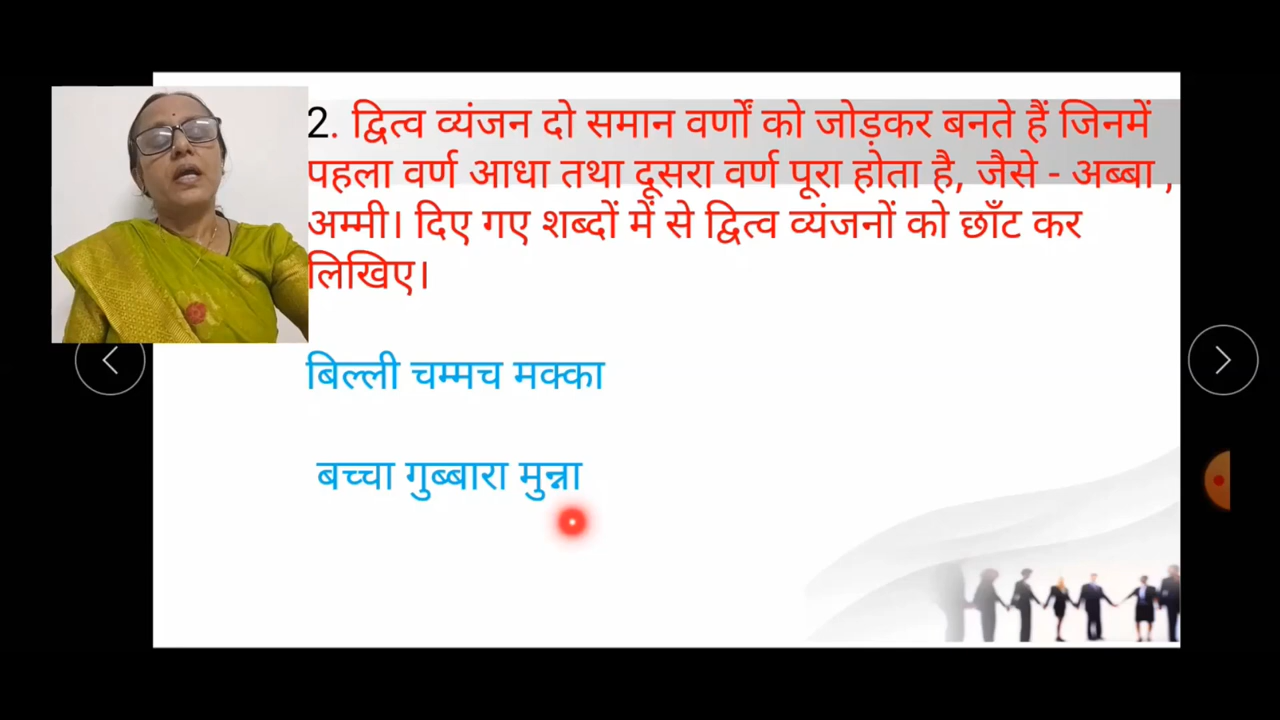 2. द्वित्व व्यंजन दो समान वर्णों को जोड़कर बनते हैं जिनमें
पहला वर्ण आधा तथा दूसरा वर्ण पूरा होता है, जैसे - अब्बा ,
अम्मी। दिए गए शब्दों में से द्वित्व व्यंजनों को छाँट कर
लिखिए।
बिल्ली चम्मच मक्का
बच्चा गुब्बारा मुन्ना